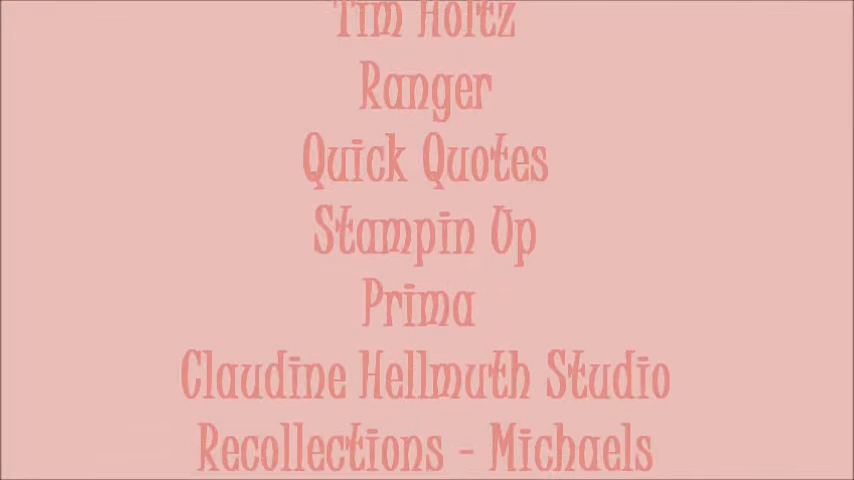 Tim Holtz
Ranger
Quick Quotes
Stampin Up
Prima
Claudine Hellmuth Studio
Recollections - Michaels